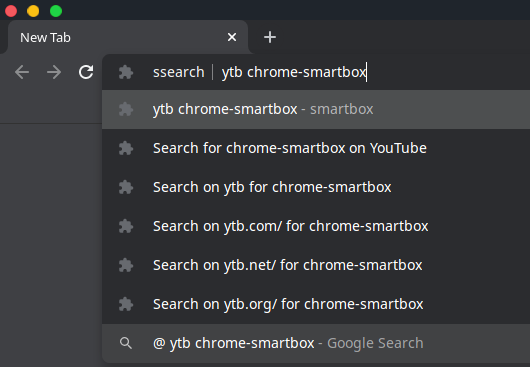 New Tab
ssearch | ytb chrome-smartbox
ytb chrome-smartbox - smartbox
Search for chrome-smartbox on YouTube
Search on ytb for chrome-smartbox
Search on ytb.com/ for chrome-smartbox
Search on ytb.net/ for chrome-smartbox
Search on ytb.org/ for chrome-smartbox
@ ytb chrome-smartbox - Google Search